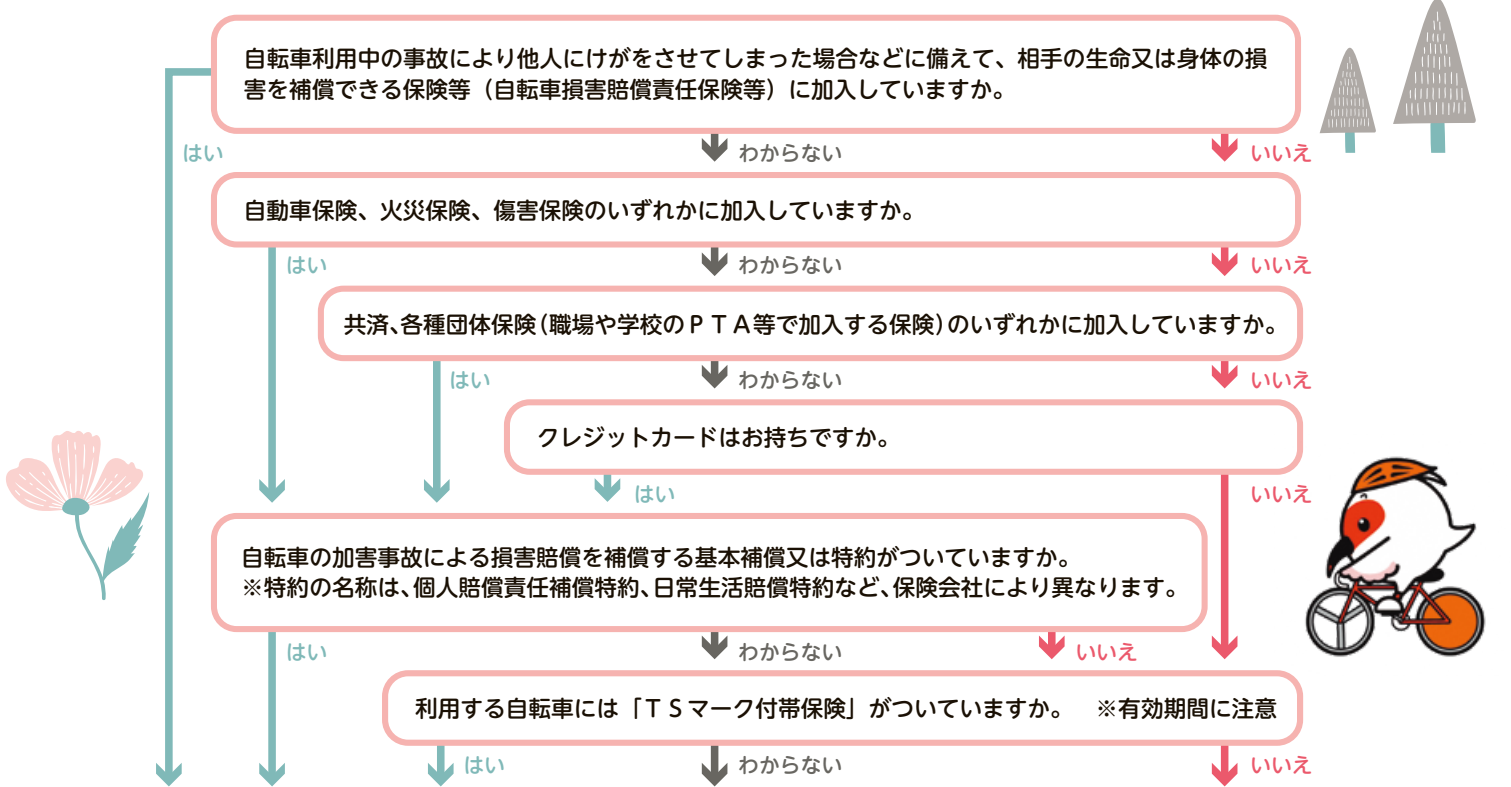 自転車利用中の事故により他人にけがをさせてしまった場合などに備えて、相手の生命又は身体の損
害を補償できる保険等（自転車損害賠償責任保険等）に加入していますか。
はい
わからない
いいえ
自動車保険、火災保険、傷害保険のいずれかに加入していますか。
はい
わからない
いいえ
共済、各種団体保険（職場や学校のＰＴＡ等で加入する保険）のいずれかに加入していますか。
はい
わからない
いいえ
クレジットカードはお持ちですか。
はい
いいえ
自転車の加害事故による損害賠償を補償する基本補償又は特約がついていますか。
※特約の名称は、個人賠償責任補償特約、日常生活賠償特約など、保険会社により異なります。
はい
わからない
いいえ
利用する自転車には「ＴＳマーク付帯保険」がついていますか。　※有効期間に注意
はい
わからない
いいえ